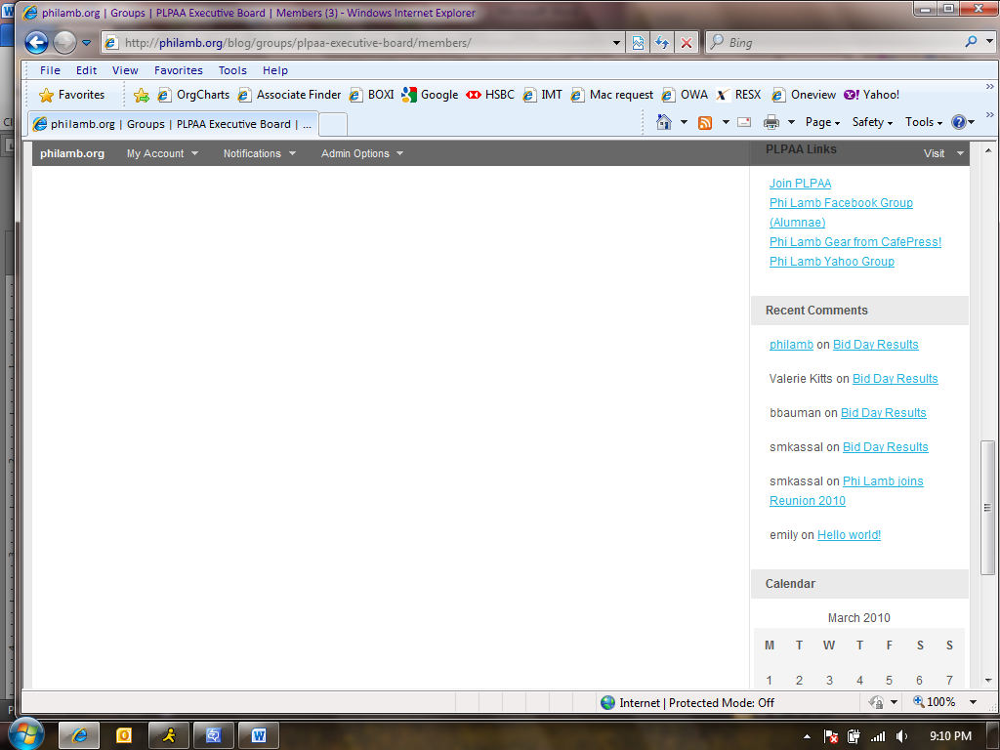 philamb.org | Groups | PLPAA Executive Board | Members (3) - Windows Internet Explorer
http://philamb.org/blog/groups/plpaa-executive-board/members/
Bing
File Edit View Favorites Tools Help
Favorites OrgCharts Associate Finder BOXI Google HSBC IMT Mac request OWA RESX Oneview Yahoo!
philamb.org | Groups | PLPAA Executive Board | ...
Page Safety Tools
philamb.org My Account Notifications Admin Options Visit
PLPAA Links
Join PLPAA
Phi Lamb Facebook Group
(Alumnae)
Phi Lamb Gear from CafePress!
Phi Lamb Yahoo Group
Recent Comments
philamb on Bid Day Results
Valerie Kitts on Bid Day Results
bbauman on Bid Day Results
smkassal on Bid Day Results
smkassal on Phi Lamb joins
Reunion 2010
emily on Hello world!
Calendar
March 2010
M T W T F S S
1 2 3 4 5 6 7
Internet | Protected Mode: Off
100%
9:10 PM